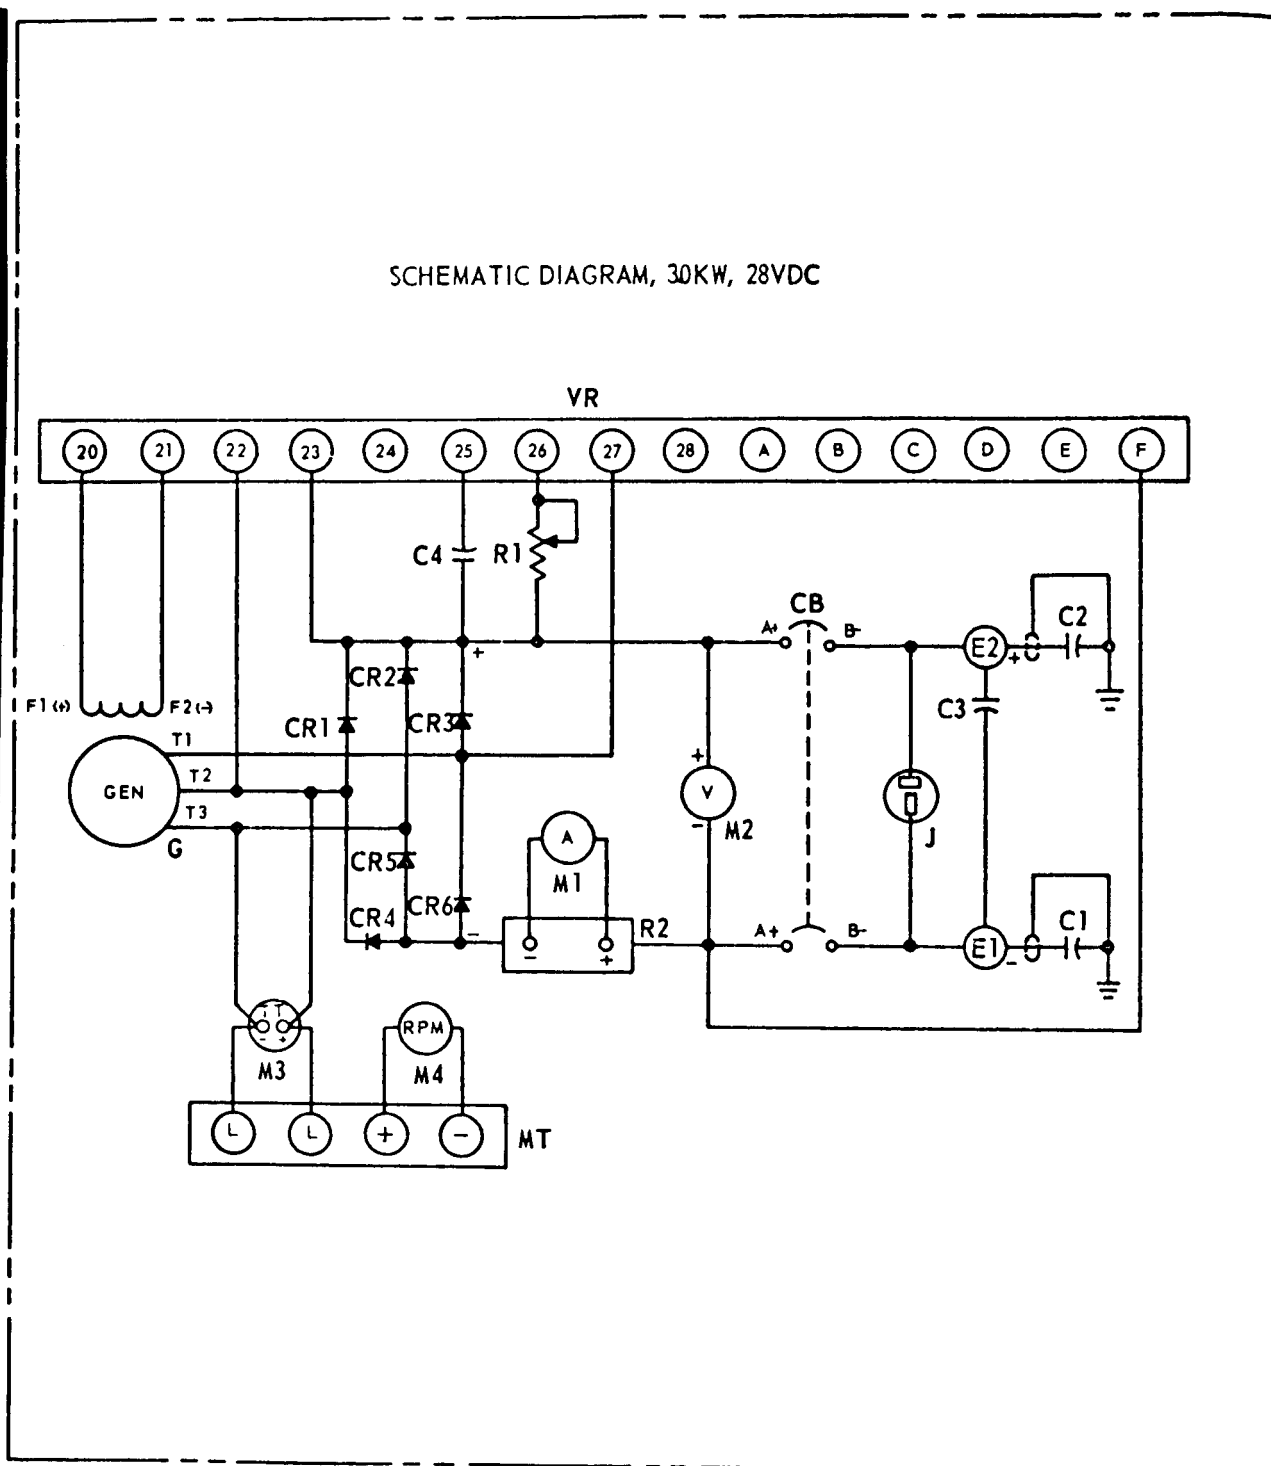 SCHEMATIC DIAGRAM, 3.0KW, 28VDC
VR
20 21 22 23 24 25 26 27 28 A B C D E F
C4 R1
CB
A+ B-
C2
E2 +
+
CR2
F1 (+) F2 (-)
CR1 CR3
C3
T1
T2
GEN
T3
G
+
V
-
M2
J
A
M1
CR5
CR6
CR4
-
R2
- +
A+ B-
C1
E1 -
T T
- +
M3
RPM
M4
L L + -
MT